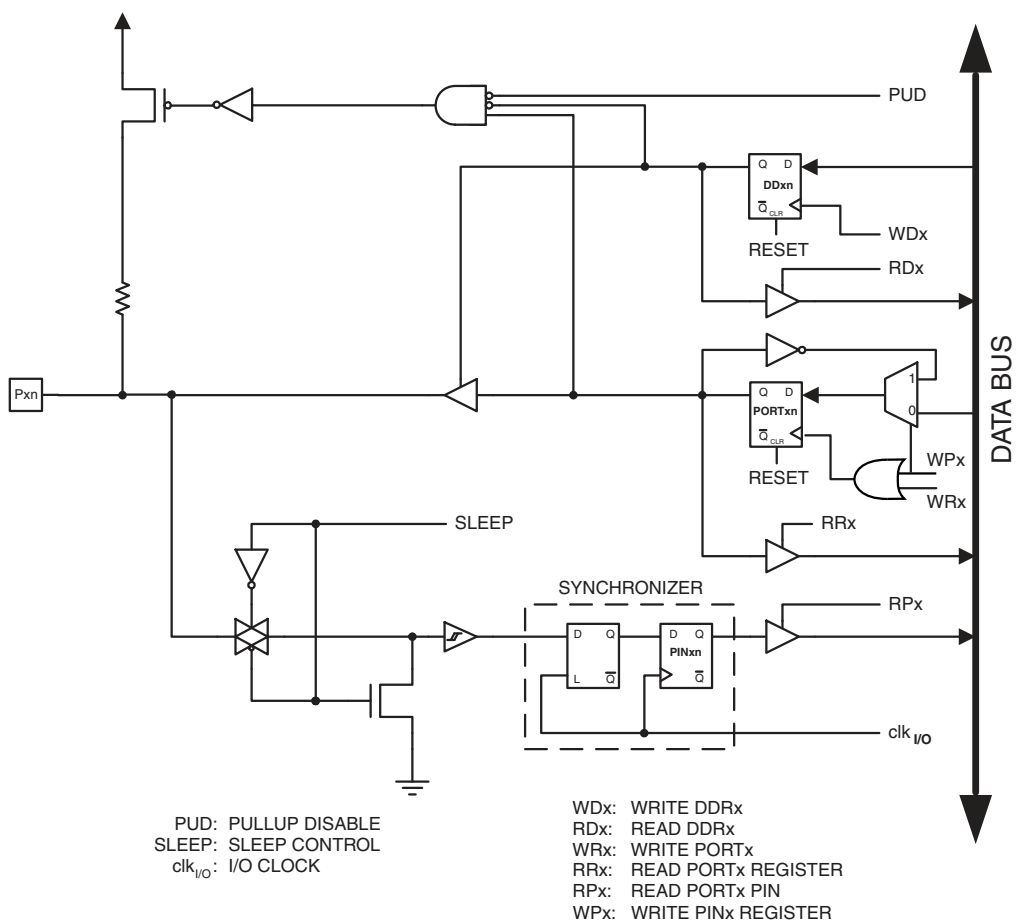 PUD
Q D
DDxn
Q CLR
WDx
RESET
RDx
Pxn
1
Q D
PORTxn
0
Q CLR
WPx
RESET
WRx
SLEEP
RRx
SYNCHRONIZER
RPx
D Q
D Q
PINxn
L Q
Q
clk I/O
DATA BUS
PUD: PULLUP DISABLE
SLEEP: SLEEP CONTROL
clkI/O: I/O CLOCK
WDx: WRITE DDRx
RDx: READ DDRx
WRx: WRITE PORTx
RRx: READ PORTx REGISTER
RPx: READ PORTx PIN
WPx: WRITE PINx REGISTER